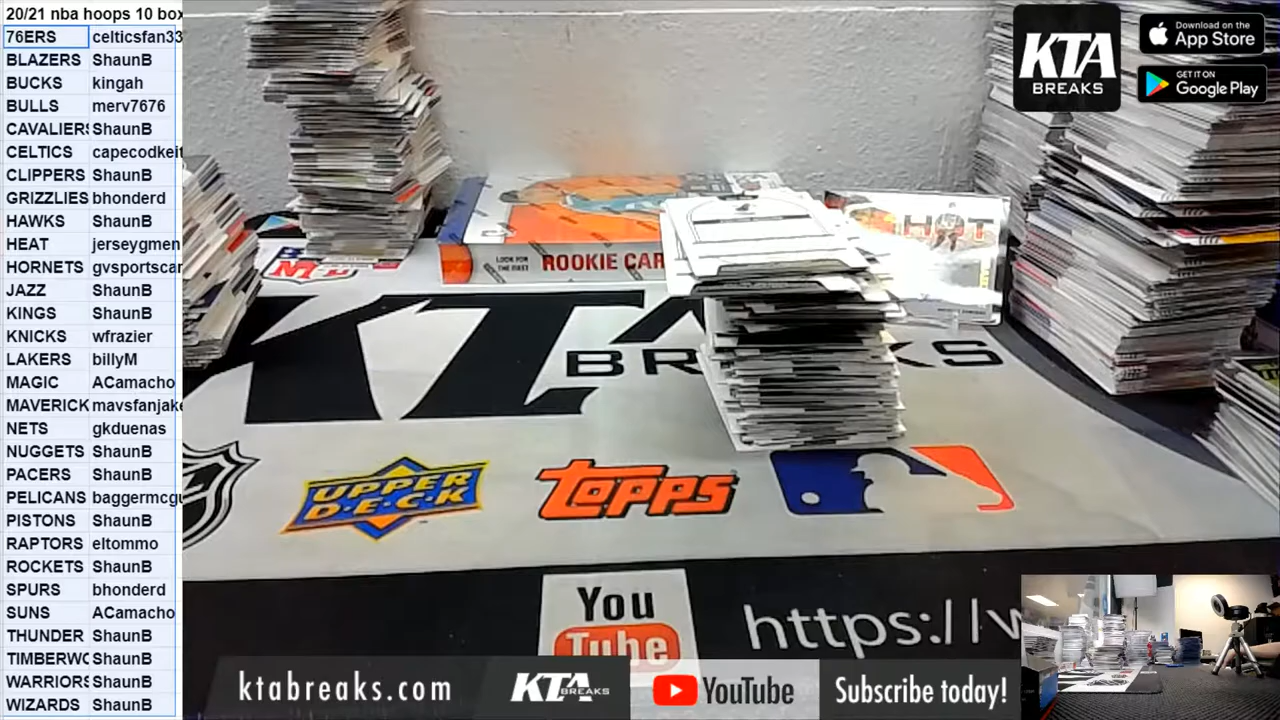 20/21 nba hoops 10 box
76ERS celticsfan33
BLAZERS ShaunB
BUCKS kingah
BULLS merv7676
CAVALIERS ShaunB
CELTICS capecodkeit
CLIPPERS ShaunB
GRIZZLIES bhonderd
HAWKS ShaunB
HEAT jerseygmen
HORNETS gvsportscar
JAZZ ShaunB
KINGS ShaunB
KNICKS wfrazier
LAKERS billyM
MAGIC ACamacho
MAVERICK mavsfanjake
NETS gkduenas
NUGGETS ShaunB
PACERS ShaunB
PELICANS baggermcgu
PISTONS ShaunB
RAPTORS eltommo
ROCKETS ShaunB
SPURS bhonderd
SUNS ACamacho
THUNDER ShaunB
TIMBERWO ShaunB
WARRIORS ShaunB
WIZARDS ShaunB
KTA
BREAKS
Download on the
App Store
GET IT ON
Google Play
HOT
LOOK FOR
THE FIRST
ROOKIE CAR
NFL
KT
BR KS
UPPER
D·E·C·K
topps
You
Tube
https://w
ktabreaks.com
KTA
BREAKS
YouTube
Subscribe today!